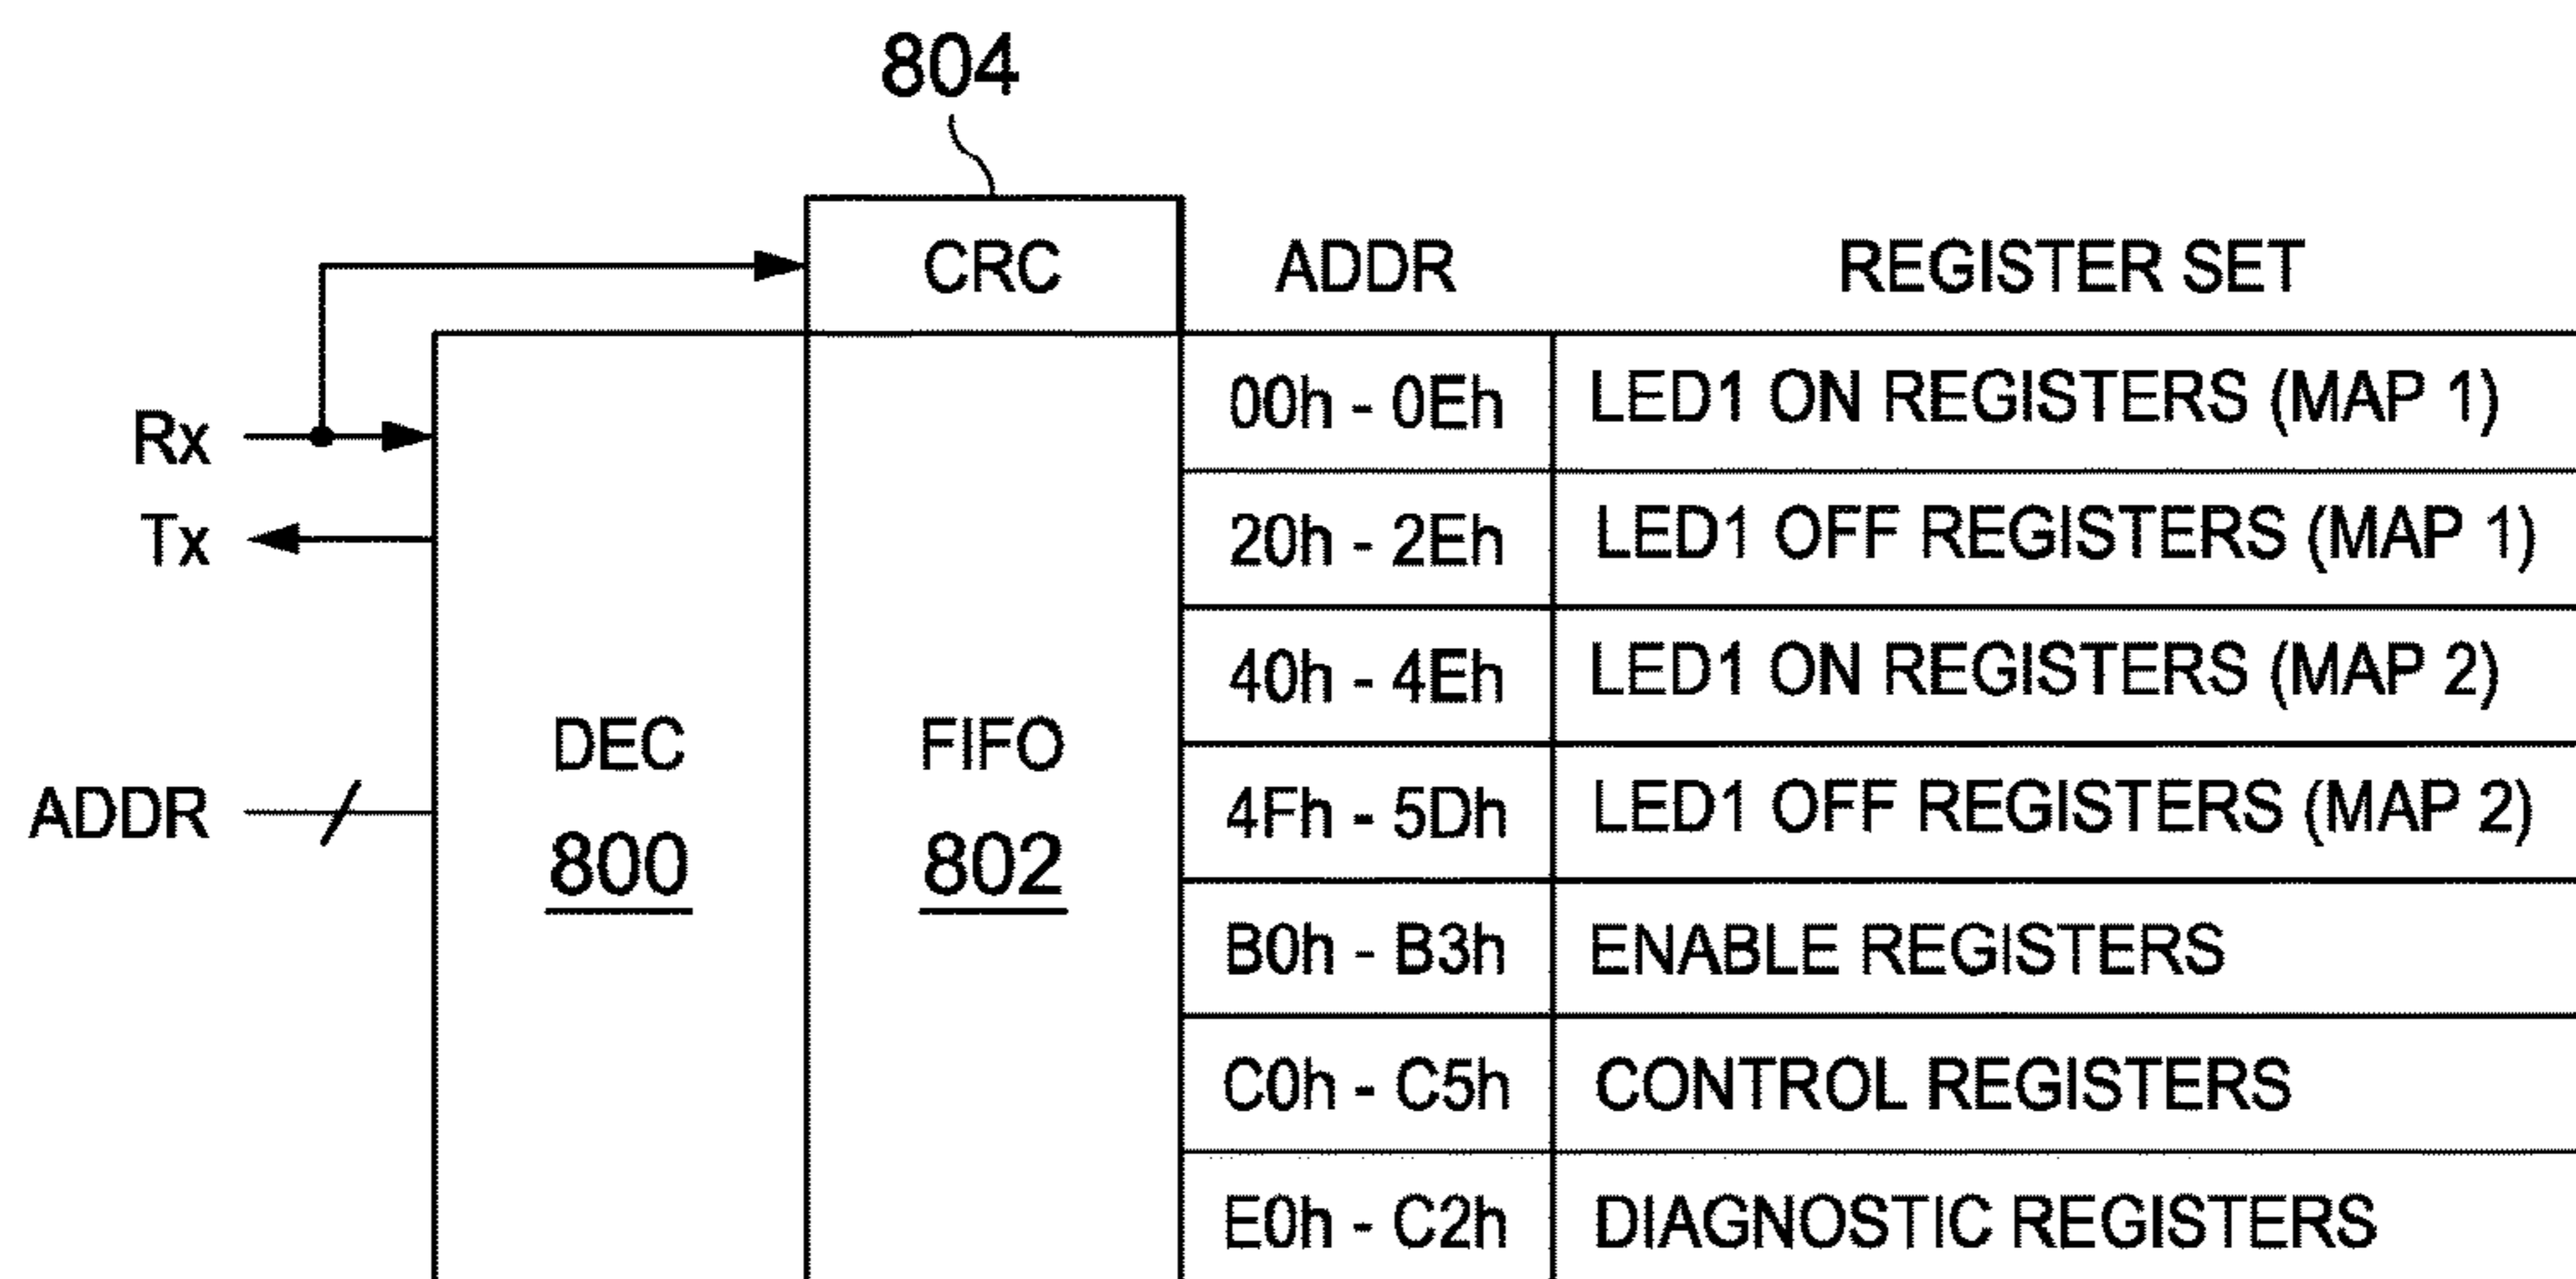 804
CRC
ADDR REGISTER SET
Rx
Tx
ADDR
DEC
800
FIFO
802
00h - 0Eh LED1 ON REGISTERS (MAP 1)
20h - 2Eh LED1 OFF REGISTERS (MAP 1)
40h - 4Eh LED1 ON REGISTERS (MAP 2)
4Fh - 5Dh LED1 OFF REGISTERS (MAP 2)
B0h - B3h ENABLE REGISTERS
C0h - C5h CONTROL REGISTERS
E0h - C2h DIAGNOSTIC REGISTERS